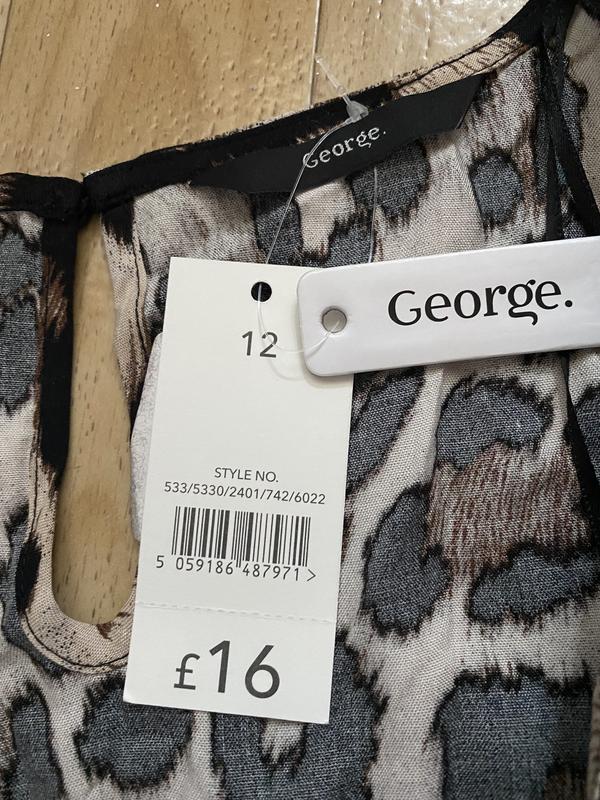 George.
George.
12
STYLE NO.
533/5330/2401/742/6022
5 059186 487971 >
£16